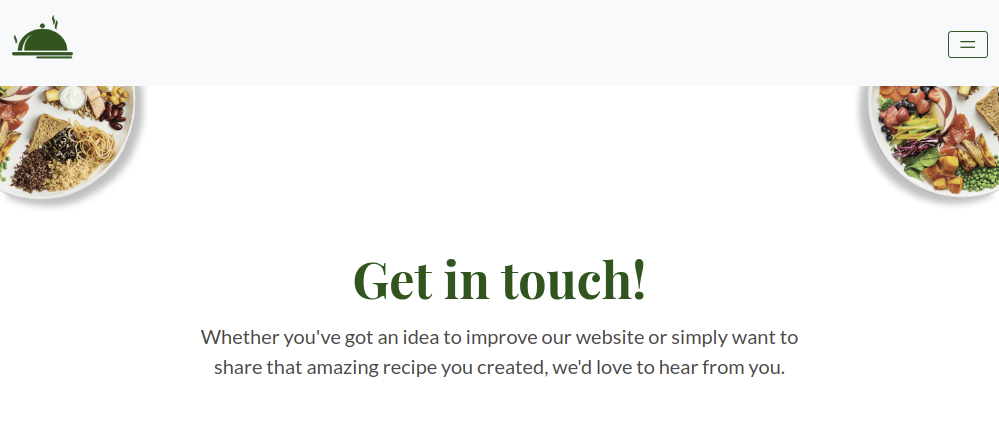 Get in touch!
Whether you've got an idea to improve our website or simply want to
share that amazing recipe you created, we'd love to hear from you.